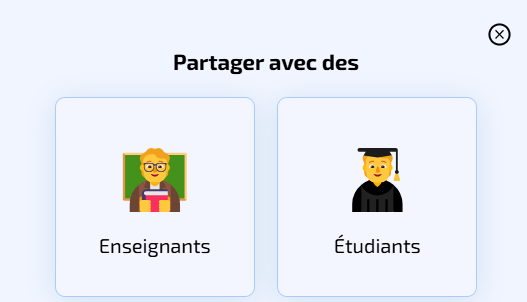 Partager avec des
Enseignants
Étudiants